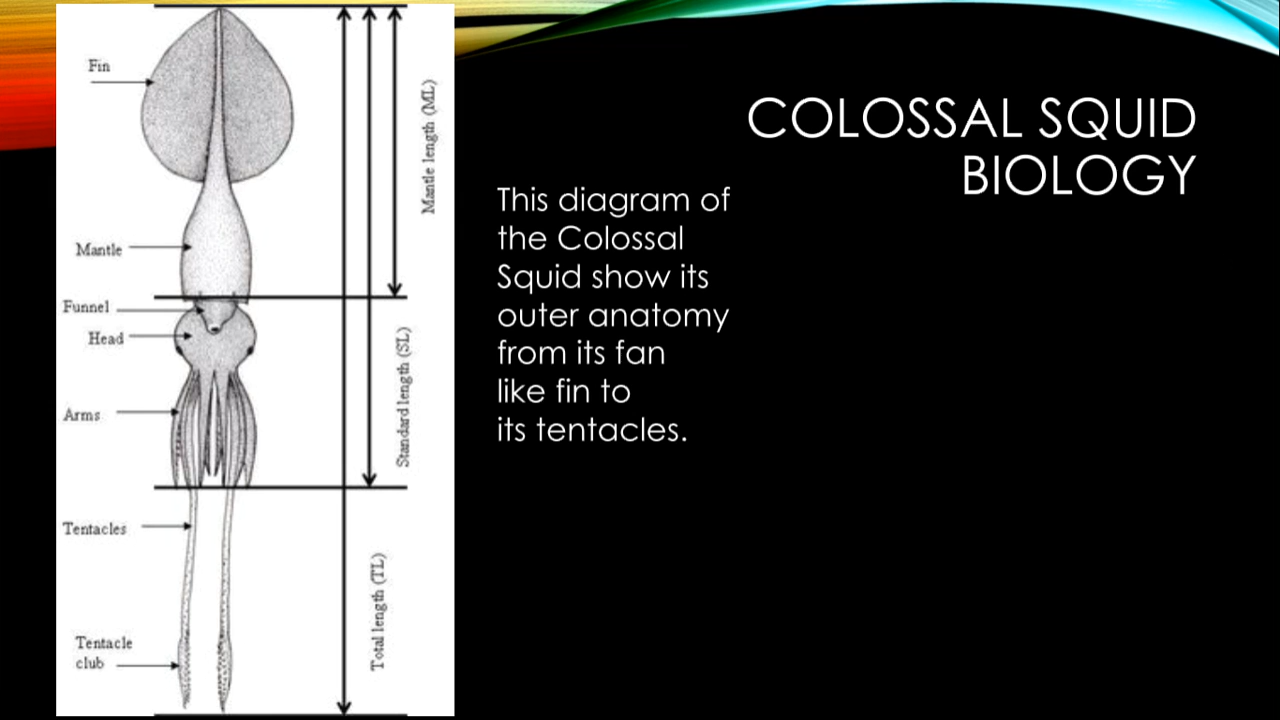 COLOSSAL SQUID
BIOLOGY
This diagram of
the Colossal
Squid show its
outer anatomy
from its fan
like fin to
its tentacles.
Fin
Mantle
Funnel
Head
Arms
Tentacles
Tentacle
club
Mantle length (ML)
Standard length (SL)
Total length (TL)